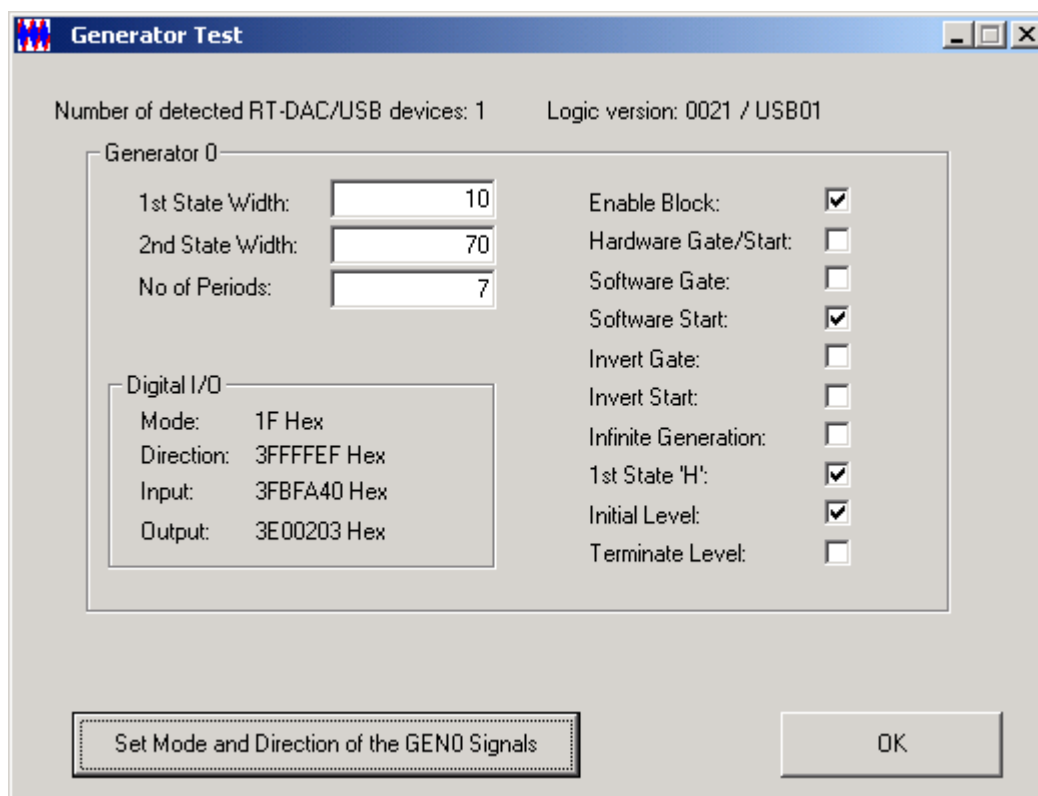 Generator Test
Number of detected RT-DAC/USB devices: 1
Logic version: 0021 / USB01
Generator 0
1st State Width: 10
2nd State Width: 70
No of Periods: 7
Digital I/O
Mode: 1F Hex
Direction: 3FFFFEF Hex
Input: 3FBFA40 Hex
Output: 3E00203 Hex
Enable Block:
Hardware Gate/Start:
Software Gate:
Software Start:
Invert Gate:
Invert Start:
Infinite Generation:
1st State 'H':
Initial Level:
Terminate Level:
Set Mode and Direction of the GEN0 Signals
OK